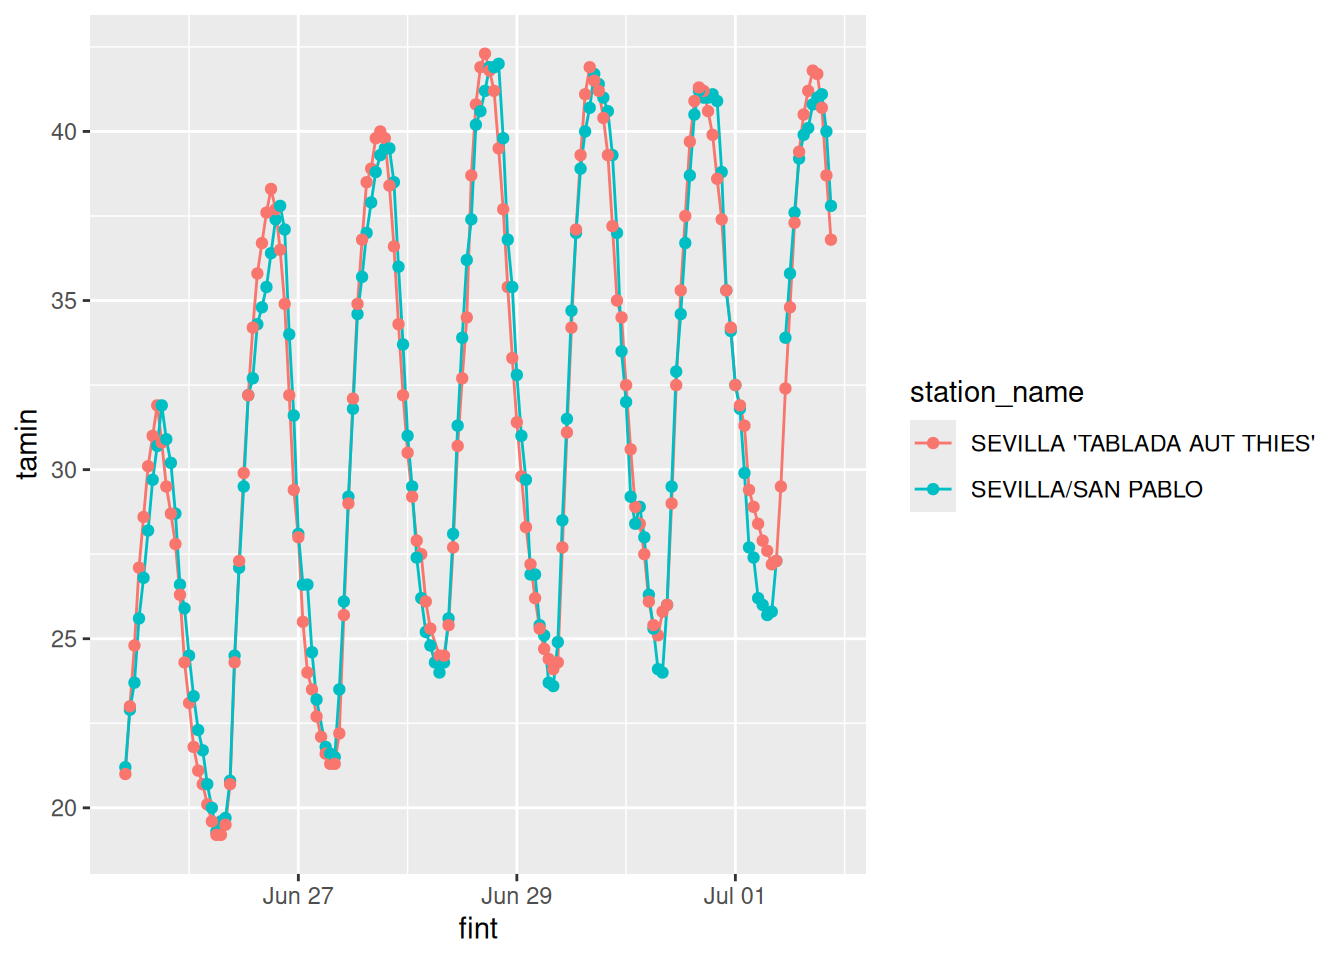 40
35
30
25
20
tamin
Jun 27
Jun 29
Jul 01
fint
station_name
SEVILLA 'TABLADA AUT THIES'
SEVILLA/SAN PABLO